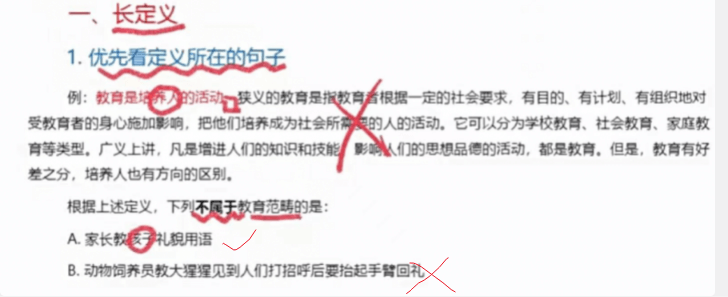 一、长定义
1. 优先看定义所在的句子
例：教育是培养人的活动。狭义的教育是指教育者根据一定的社会要求，有目的、有计划、有组织地对
受教育者的身心施加影响，把他们培养成为社会所需要的人的活动。它可以分为学校教育、社会教育、家庭教
育等类型。广义上讲，凡是增进人们的知识和技能，影响人们的思想品德的活动，都是教育。但是，教育有好
差之分，培养人也有方向的区别。
根据上述定义，下列不属于教育范畴的是：
A. 家长教孩子礼貌用语
B. 动物饲养员教大猩猩见到人们打招呼后要抬起手臂回礼